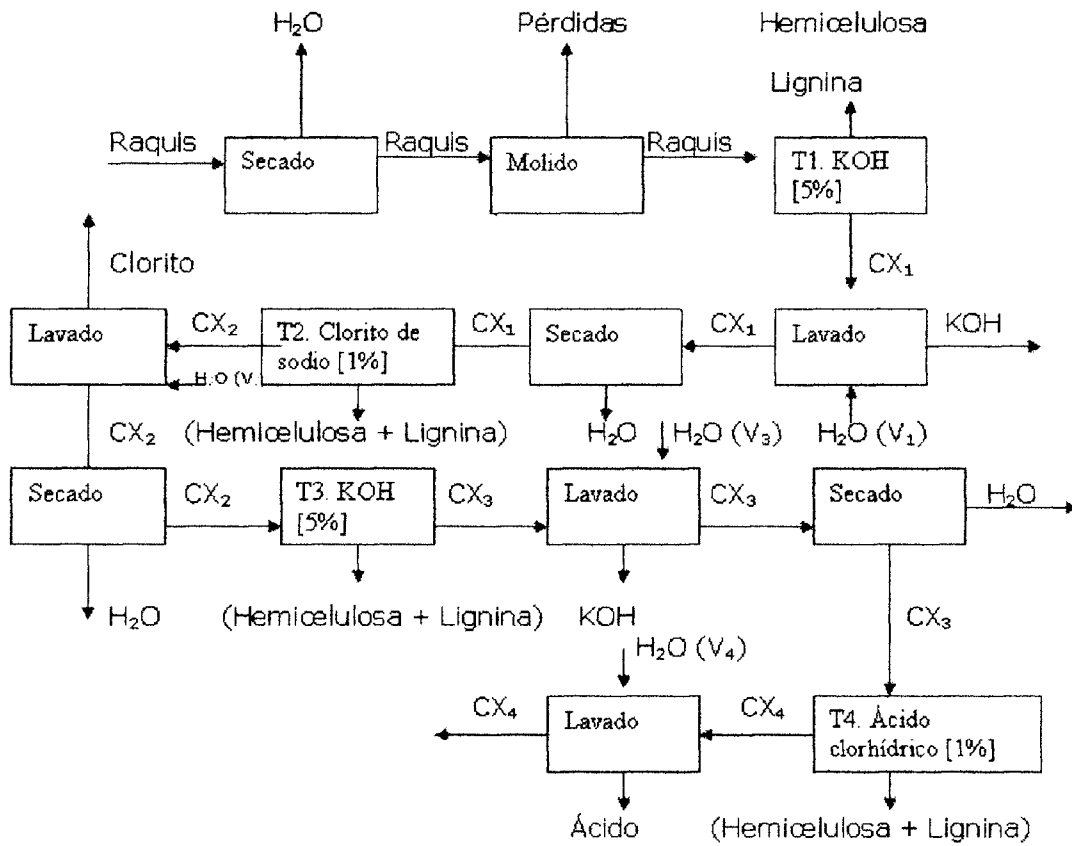 H₂O Pérdidas Hemicelulosa
Lignina
Raquis Secado Raquis Molido Raquis T1. KOH
[5%]
Clorito CX₁
Lavado CX₂ T2. Clorito de
sodio [1%] CX₁ Secado CX₁ Lavado KOH
H₂O (V
CX₂ (Hemicelulosa + Lignina) H₂O H₂O (V₃) H₂O (V₁)
Secado CX₂ T3. KOH
[5%] CX₃ Lavado CX₃ Secado H₂O
H₂O (Hemicelulosa + Lignina) KOH CX₃
H₂O (V₄)
CX₄ Lavado CX₄ T4. Ácido
clorhídrico [1%]
Ácido (Hemicelulosa + Lignina)